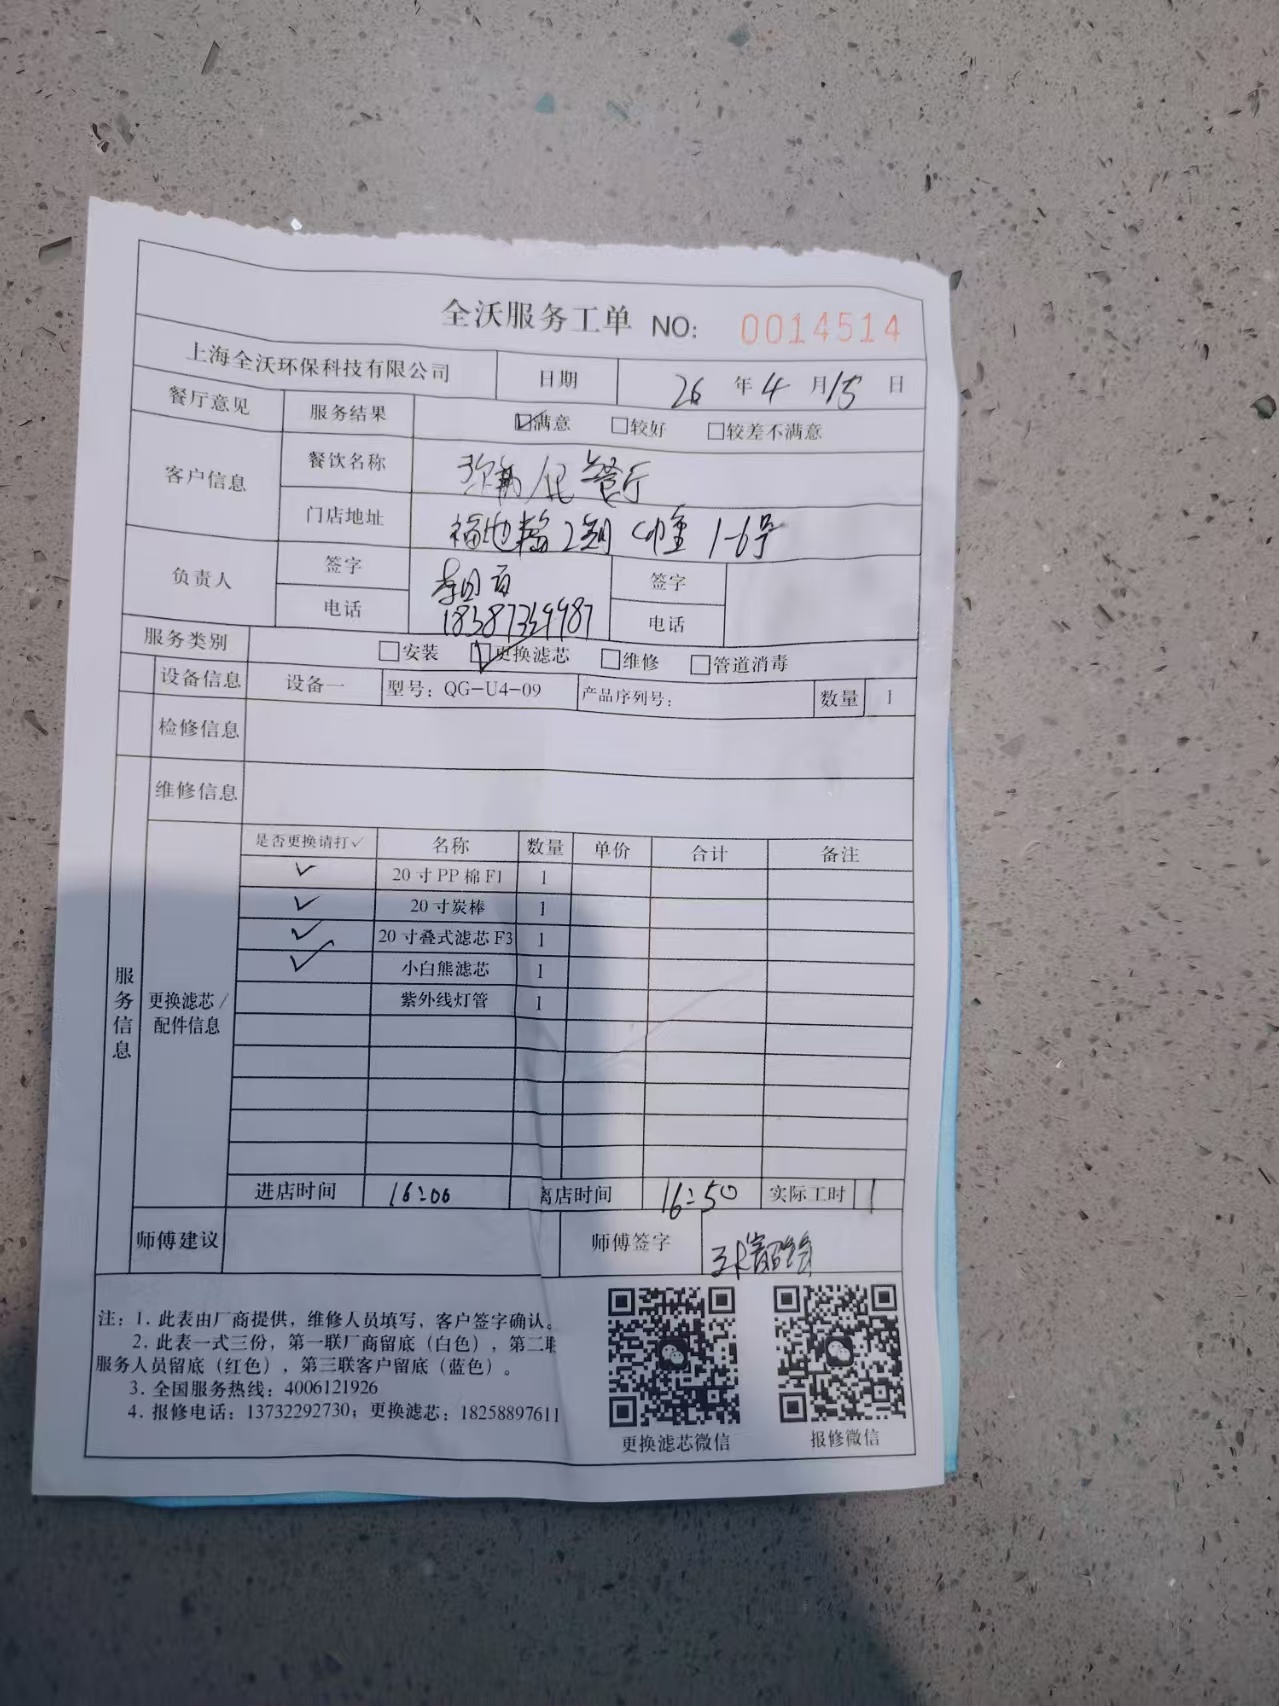 全沃服务工单 NO: 0014514
上海全沃环保科技有限公司 日期 26 年 4 月 15 日
餐厅意见 服务结果 ☑满意 □较好 □较差不满意
客户信息 餐饮名称 餐厅
门店地址 2期 1-6号
负责人 签字 签字
电话 18387359987 电话
服务类别 □安装 ☑更换滤芯 □维修 □管道消毒
设备信息 设备一 型号：QG-U4-09 产品序列号： 数量 1
检修信息
维修信息
服务信息
更换滤芯/配件信息
是否更换请打✓ 名称 数量 单价 合计 备注
✓ 20寸PP棉F1 1
✓ 20寸炭棒 1
✓ 20寸叠式滤芯F3 1
✓ 小白熊滤芯 1
紫外线灯管 1
进店时间 16:00 离店时间 16:50 实际工时 1
师傅建议 师傅签字
注：1. 此表由厂商提供，维修人员填写，客户签字确认。
2. 此表一式三份，第一联厂商留底（白色），第二联
服务人员留底（红色），第三联客户留底（蓝色）。
3. 全国服务热线：4006121926
4. 报修电话：13732292730；更换滤芯：18258897611
更换滤芯微信 报修微信